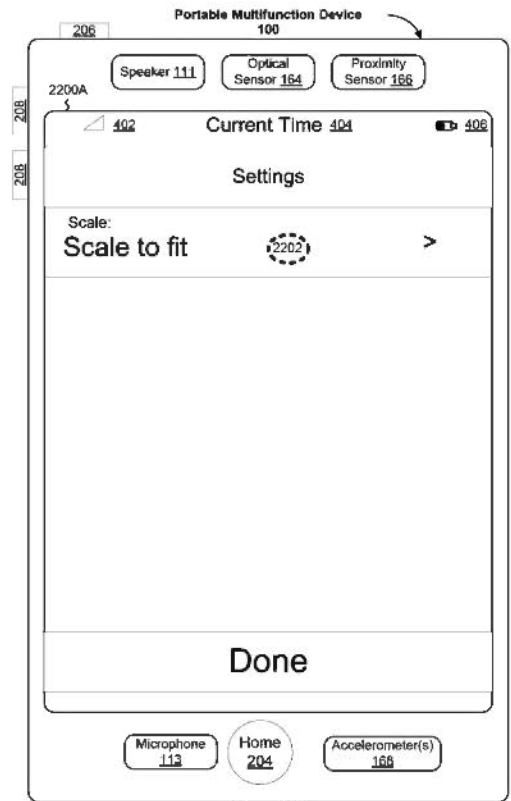 Portable Multifunction Device
100
206
Speaker 111
Optical
Sensor 164
Proximity
Sensor 166
2200A
208
402
Current Time 404
406
208
Settings
Scale:
Scale to fit
2202
>
Done
Microphone
113
Home
204
Accelerometer(s)
168